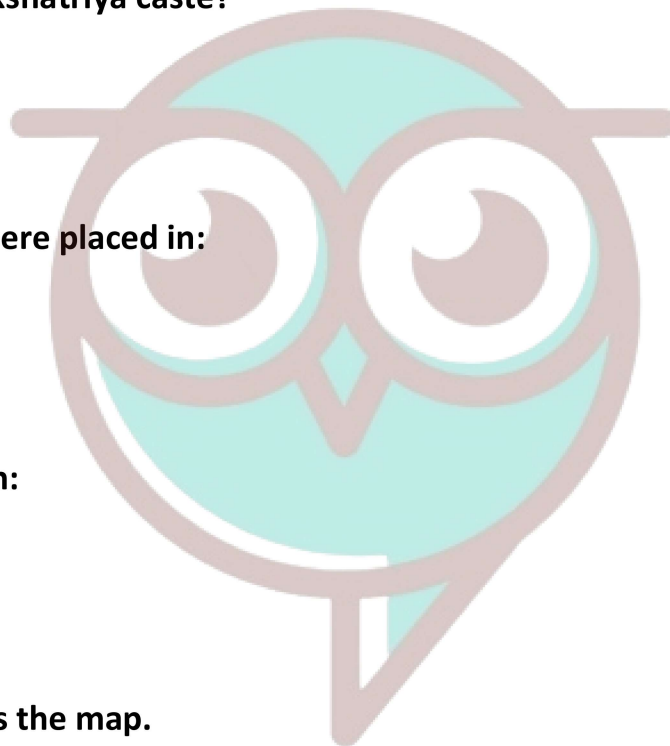 kshatriya caste?
ere placed in:
n:
s the map.